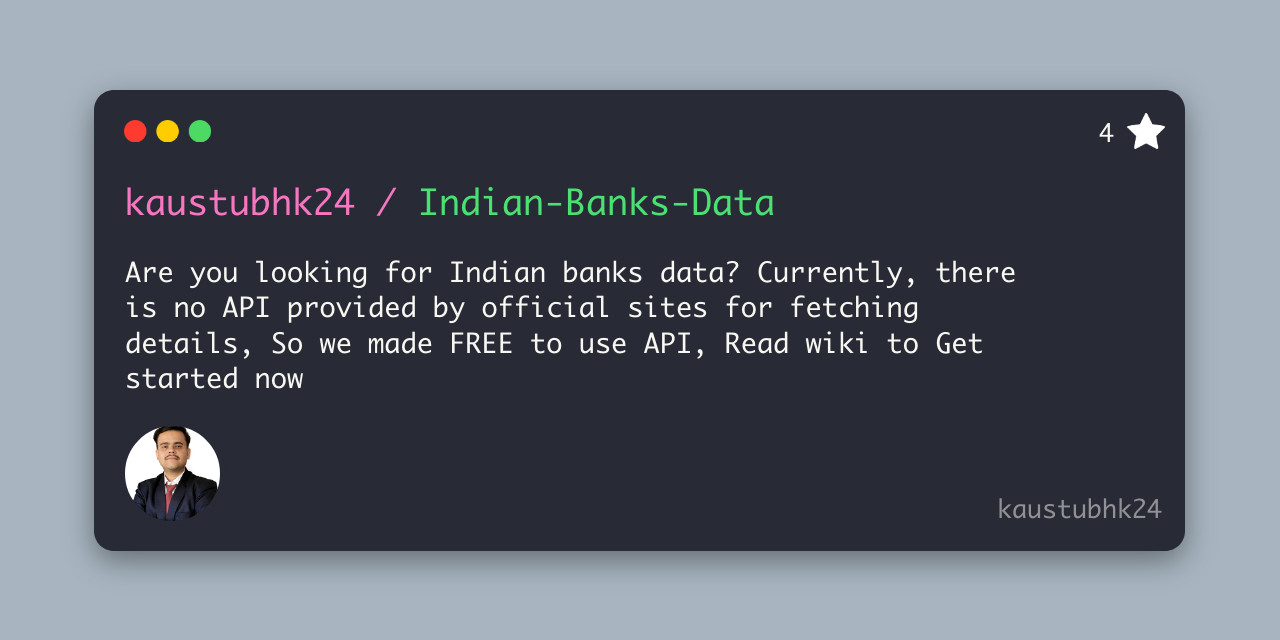 4
kaustubhk24 / Indian-Banks-Data
Are you looking for Indian banks data? Currently, there
is no API provided by official sites for fetching
details, So we made FREE to use API, Read wiki to Get
started now
kaustubhk24